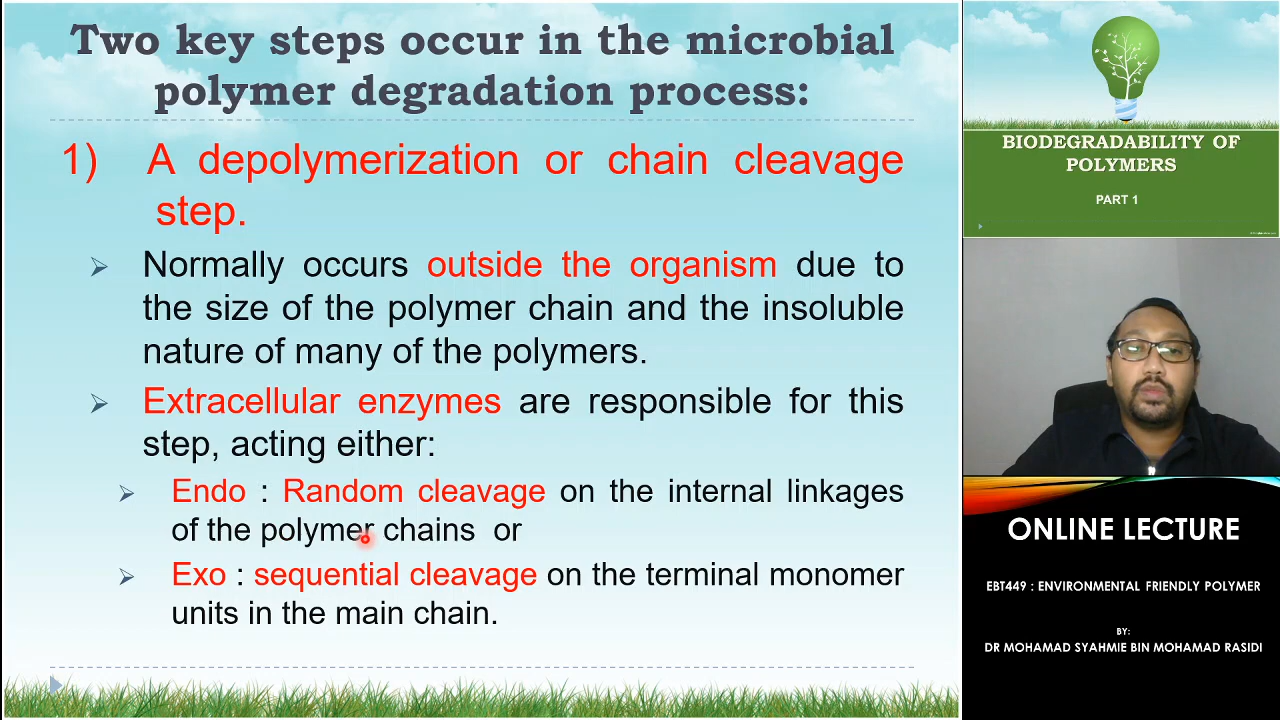 Two key steps occur in the microbial
polymer degradation process:
1) A depolymerization or chain cleavage
step.
Normally occurs outside the organism due to
the size of the polymer chain and the insoluble
nature of many of the polymers.
Extracellular enzymes are responsible for this
step, acting either:
Endo : Random cleavage on the internal linkages
of the polymer chains or
Exo : sequential cleavage on the terminal monomer
units in the main chain.
BIODEGRADABILITY OF
POLYMERS
PART 1
ONLINE LECTURE
EBT449 : ENVIRONMENTAL FRIENDLY POLYMER
BY:
DR MOHAMAD SYAHMIE BIN MOHAMAD RASIDI